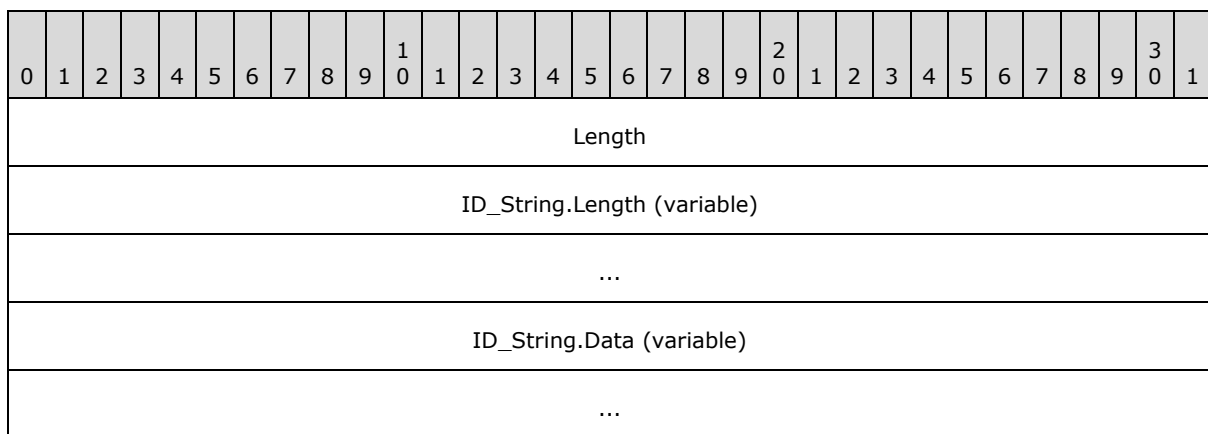 0 1 2 3 4 5 6 7 8 9 1 0 1 2 3 4 5 6 7 8 9 2 0 1 2 3 4 5 6 7 8 9 3 0 1
Length
ID_String.Length (variable)
...
ID_String.Data (variable)
...